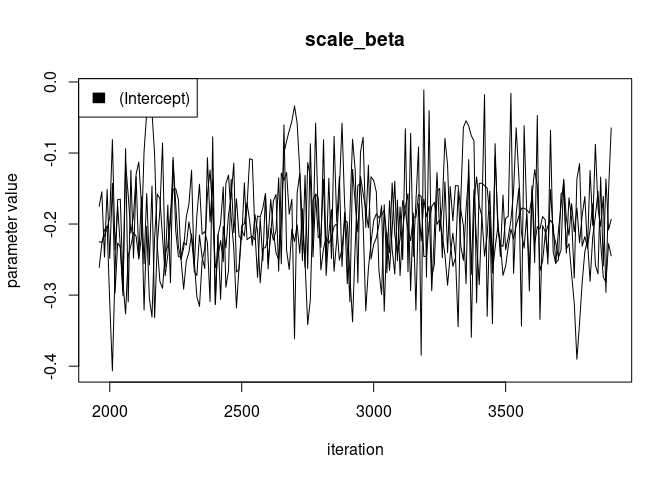 scale_beta
(Intercept)
0.0
-0.1
-0.2
-0.3
-0.4
parameter value
2000 2500 3000 3500
iteration